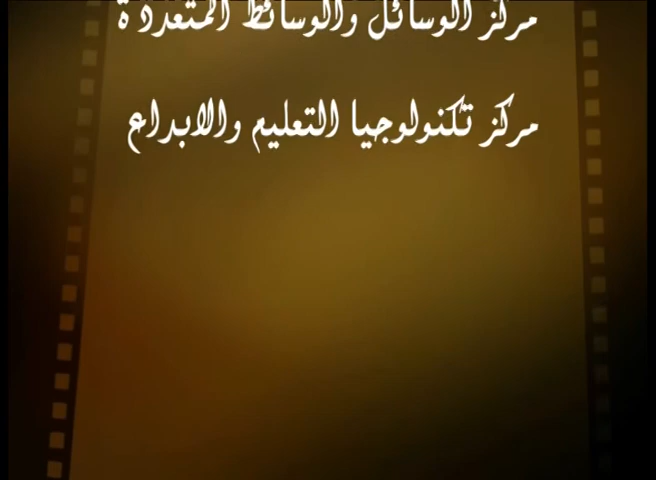 مركز الوسائل والوسائط المتعددة
مركز تكنولوجيا التعليم والابداع